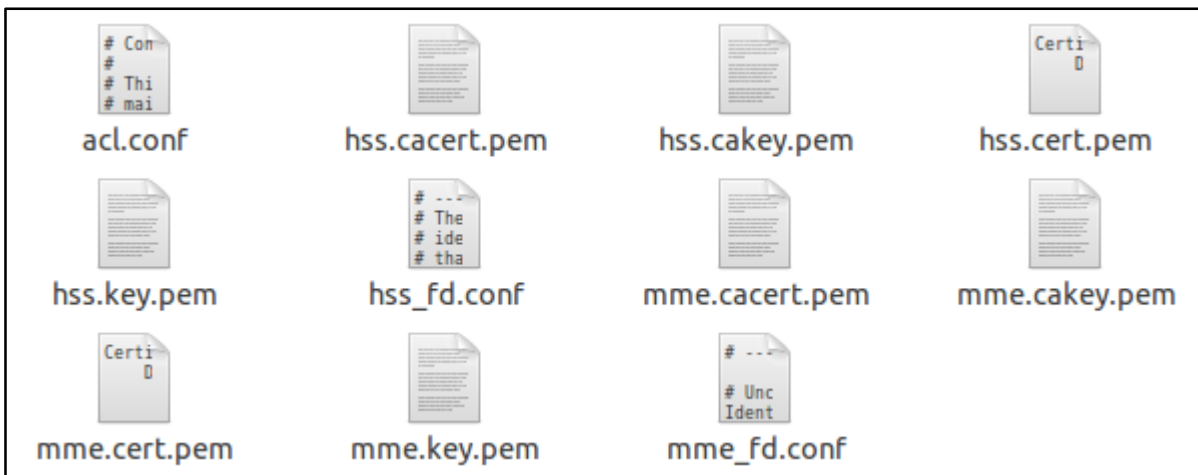 # Con
#
# Thi
# mai
acl.conf
hss.cacert.pem
hss.cakey.pem
Certi
D
hss.cert.pem
hss.key.pem
# ---
# The
# ide
# tha
hss_fd.conf
mme.cacert.pem
mme.cakey.pem
Certi
D
mme.cert.pem
mme.key.pem
# ---
# Unc
Ident
mme_fd.conf